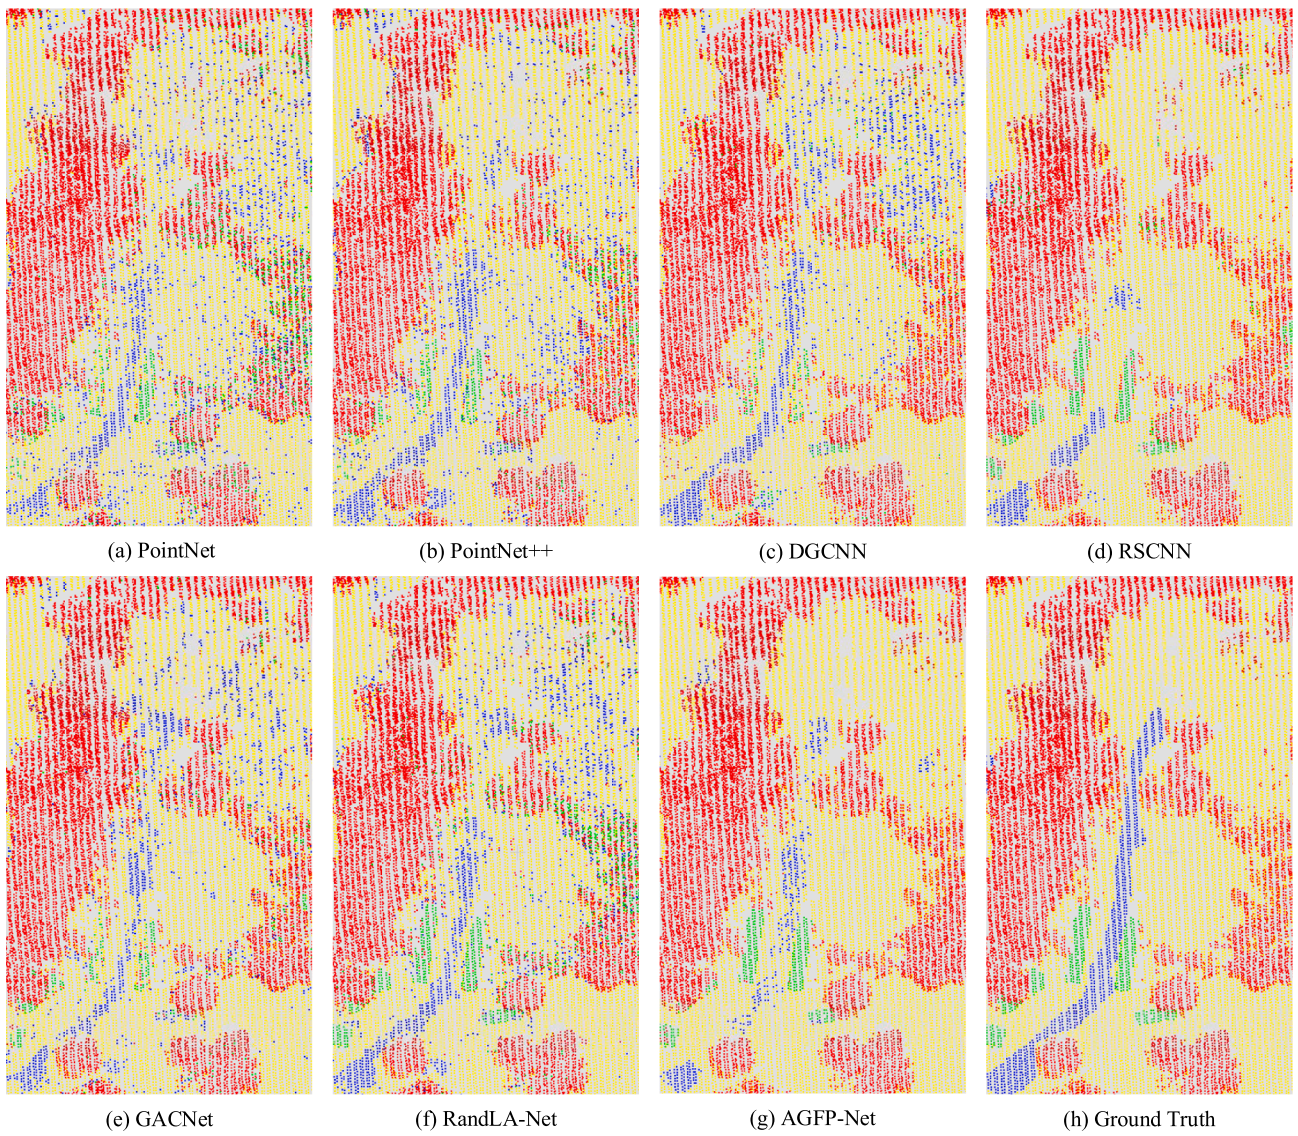 (a) PointNet
(b) PointNet++
(c) DGCNN
(d) RSCNN
(e) GACNet
(f) RandLA-Net
(g) AGFP-Net
(h) Ground Truth